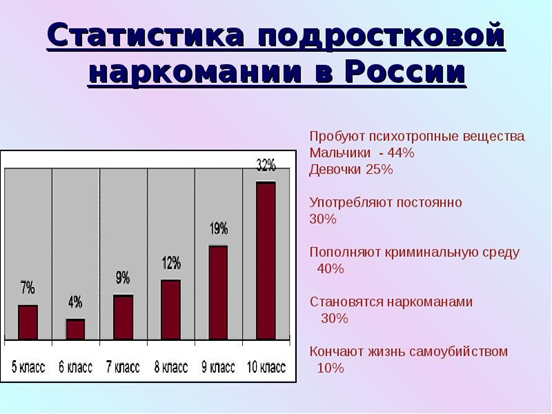 Статистика подростковой
наркомании в России
Пробуют психотропные вещества
Мальчики - 44%
Девочки 25%
Употребляют постоянно
30%
Пополняют криминальную среду
40%
Становятся наркоманами
30%
Кончают жизнь самоубийством
10%
7% 4% 9% 12% 19% 32%
5 класс 6 класс 7 класс 8 класс 9 класс 10 класс